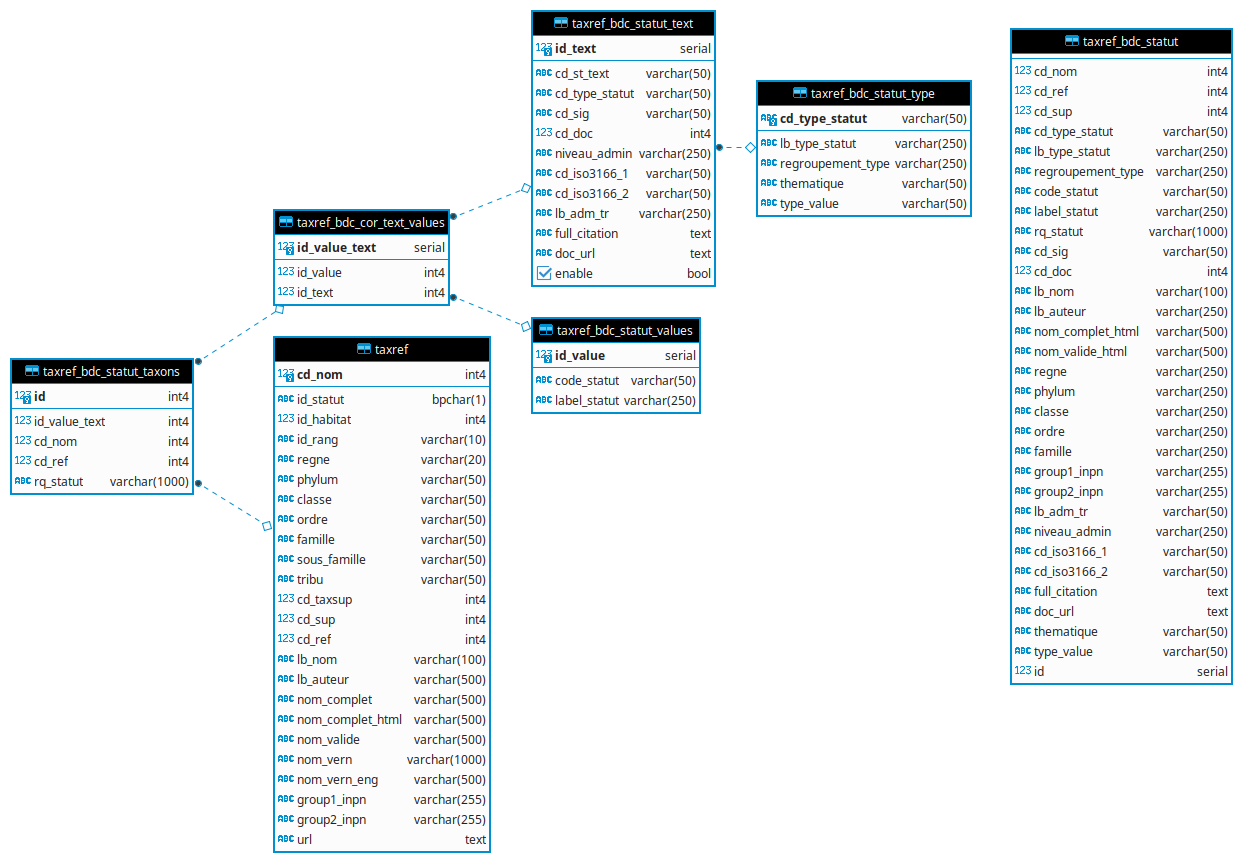 taxref_bdc_statut_text
id_text serial
cd_st_text varchar(50)
cd_type_statut varchar(50)
cd_sig varchar(50)
cd_doc int4
niveau_admin varchar(250)
cd_iso3166_1 varchar(50)
cd_iso3166_2 varchar(50)
lb_adm_tr varchar(250)
full_citation text
doc_url text
enable bool
taxref_bdc_statut_type
cd_type_statut varchar(50)
lb_type_statut varchar(250)
regroupement_type varchar(250)
thematique varchar(50)
type_value varchar(50)
taxref_bdc_statut
cd_nom int4
cd_ref int4
cd_sup int4
cd_type_statut varchar(50)
lb_type_statut varchar(250)
regroupement_type varchar(250)
code_statut varchar(50)
label_statut varchar(250)
rq_statut varchar(1000)
cd_sig varchar(50)
cd_doc int4
lb_nom varchar(100)
lb_auteur varchar(250)
nom_complet_html varchar(500)
nom_valide_html varchar(500)
regne varchar(250)
phylum varchar(250)
classe varchar(250)
ordre varchar(250)
famille varchar(250)
group1_inpn varchar(255)
group2_inpn varchar(255)
lb_adm_tr varchar(50)
niveau_admin varchar(250)
cd_iso3166_1 varchar(50)
cd_iso3166_2 varchar(50)
full_citation text
doc_url text
thematique varchar(50)
type_value varchar(50)
id serial
taxref_bdc_cor_text_values
id_value_text serial
id_value int4
id_text int4
taxref_bdc_statut_values
id_value serial
code_statut varchar(50)
label_statut varchar(250)
taxref_bdc_statut_taxons
id int4
id_value_text int4
cd_nom int4
cd_ref int4
rq_statut varchar(1000)
taxref
cd_nom int4
id_statut bpchar(1)
id_habitat int4
id_rang varchar(10)
regne varchar(20)
phylum varchar(50)
classe varchar(50)
ordre varchar(50)
famille varchar(50)
sous_famille varchar(50)
tribu varchar(50)
cd_taxsup int4
cd_sup int4
cd_ref int4
lb_nom varchar(100)
lb_auteur varchar(500)
nom_complet varchar(500)
nom_complet_html varchar(500)
nom_valide varchar(500)
nom_vern varchar(1000)
nom_vern_eng varchar(500)
group1_inpn varchar(255)
group2_inpn varchar(255)
url text